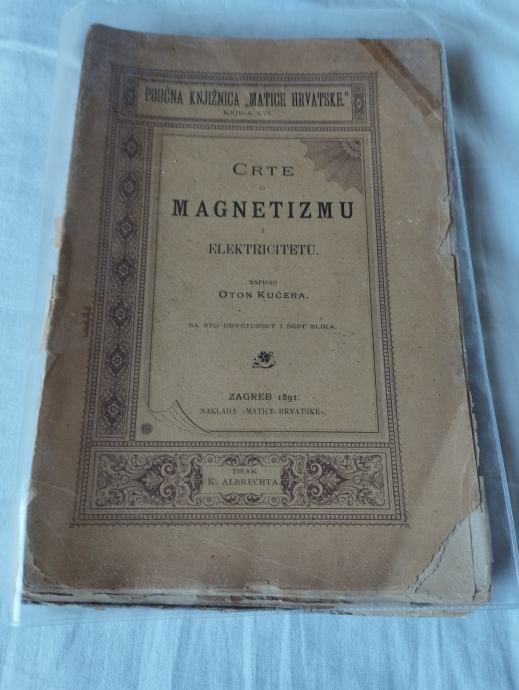 POUČNA KNJIŽNICA „MATICE HRVATSKE."
KNJIGA XVI.
CRTE
O
MAGNETIZMU
I
ELEKTRICITETU.
NAPISAO
OTON KUČERA.
SA STO DEVETDESET I ŠEST SLIKA.
ZAGREB 1891.
NAKLADA »MATICE HRVATSKE«.
TISAK
K. ALBRECHTA